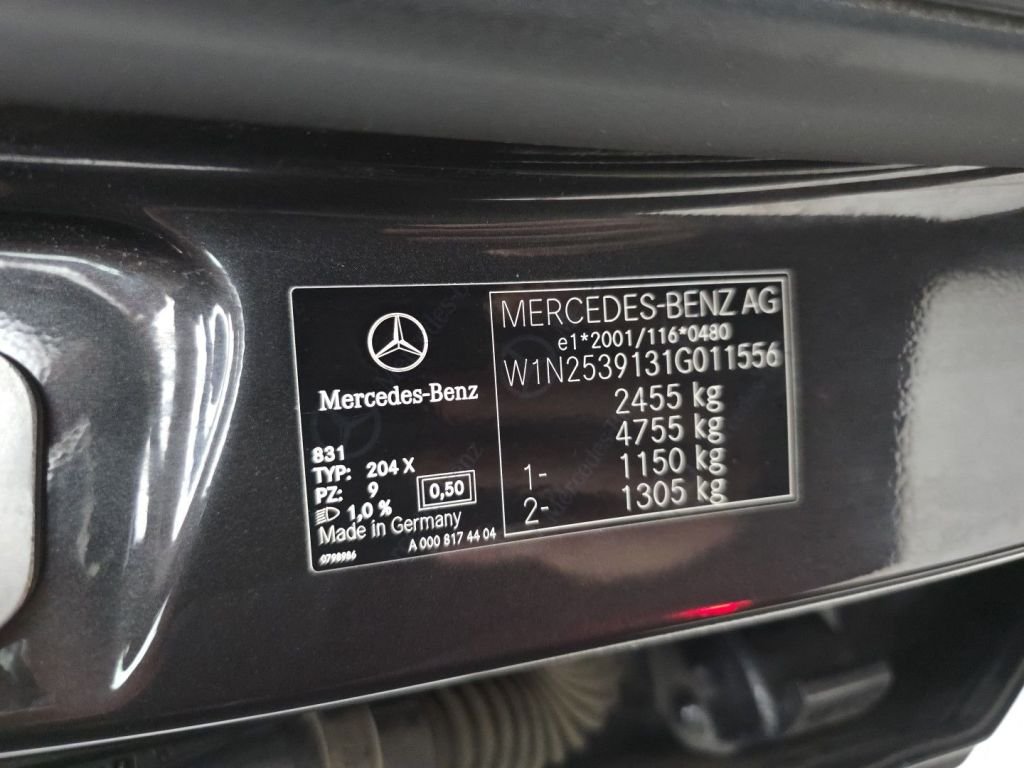 Mercedes-Benz
831
TYP: 204 X
PZ: 9
0,50
1,0 %
Made in Germany
0798986
A 000 817 44 04
MERCEDES-BENZ AG
e1*2001/116*0480
W1N2539131G011556
2455 kg
4755 kg
1- 1150 kg
2- 1305 kg